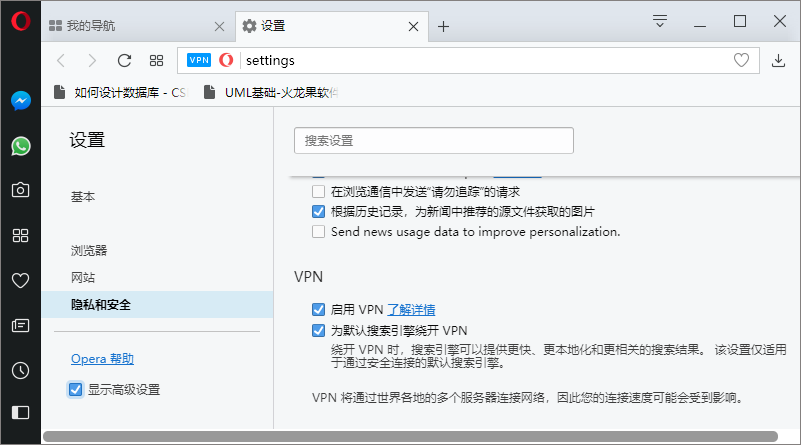 我的导航
设置
VPN
settings
如何设计数据库 - CS
UML基础-火龙果软件
设置
搜索设置
基本
浏览器
网站
隐私和安全
Opera 帮助
显示高级设置
在浏览通信中发送“请勿追踪”的请求
根据历史记录，为新闻中推荐的源文件获取的图片
Send news usage data to improve personalization.
VPN
启用 VPN 了解详情
为默认搜索引擎绕开 VPN
绕开 VPN 时，搜索引擎可以提供更快、更本地化和更相关的搜索结果。 该设置仅适用
于通过安全连接的默认搜索引擎。
VPN 将通过世界各地的多个服务器连接网络，因此您的连接速度可能会受到影响。